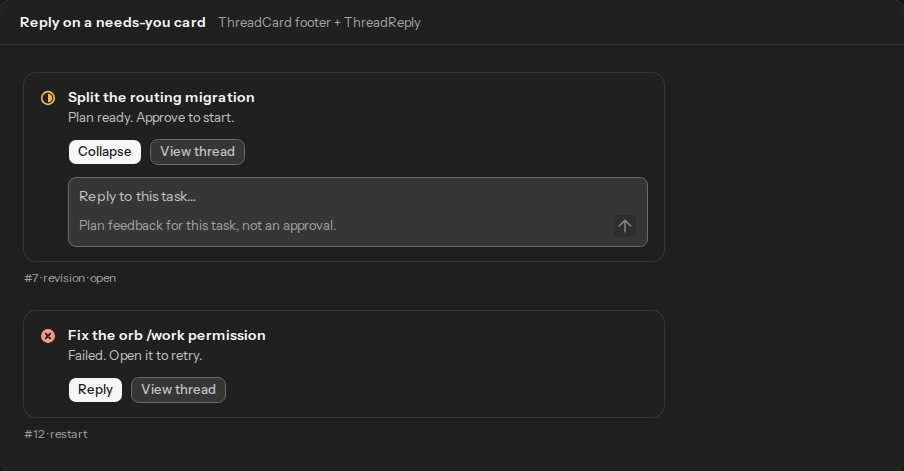 Reply on a needs-you card ThreadCard footer + ThreadReply
Split the routing migration
Plan ready. Approve to start.
Collapse View thread
Reply to this task...
Plan feedback for this task, not an approval.
#7·revision·open
Fix the orb /work permission
Failed. Open it to retry.
Reply View thread
#12·restart